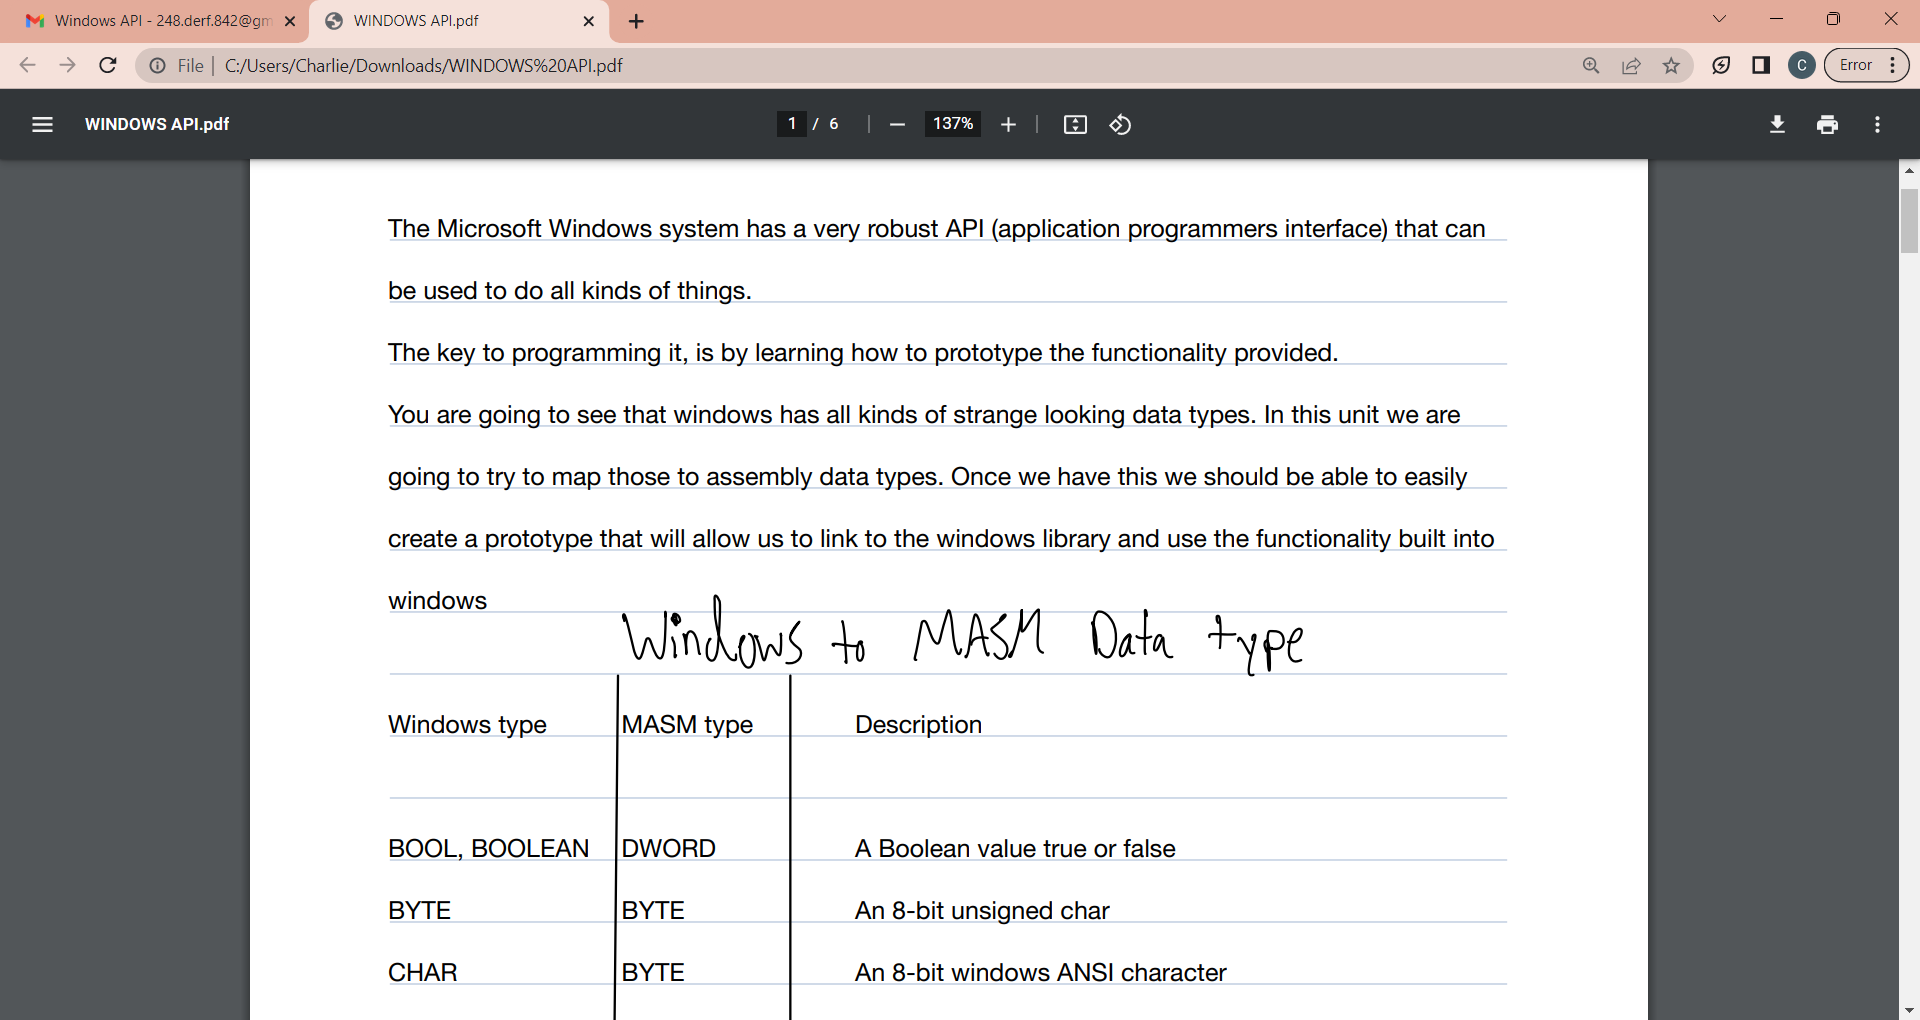 Windows API - 248.derf.842@gm
WINDOWS API.pdf
File | C:/Users/Charlie/Downloads/WINDOWS%20API.pdf
C
Error
WINDOWS API.pdf
1 / 6
137%
The Microsoft Windows system has a very robust API (application programmers interface) that can
be used to do all kinds of things.
The key to programming it, is by learning how to prototype the functionality provided.
You are going to see that windows has all kinds of strange looking data types. In this unit we are
going to try to map those to assembly data types. Once we have this we should be able to easily
create a prototype that will allow us to link to the windows library and use the functionality built into
windows
Windows to MASM Data type
Windows type MASM type Description
BOOL, BOOLEAN DWORD A Boolean value true or false
BYTE BYTE An 8-bit unsigned char
CHAR BYTE An 8-bit windows ANSI character